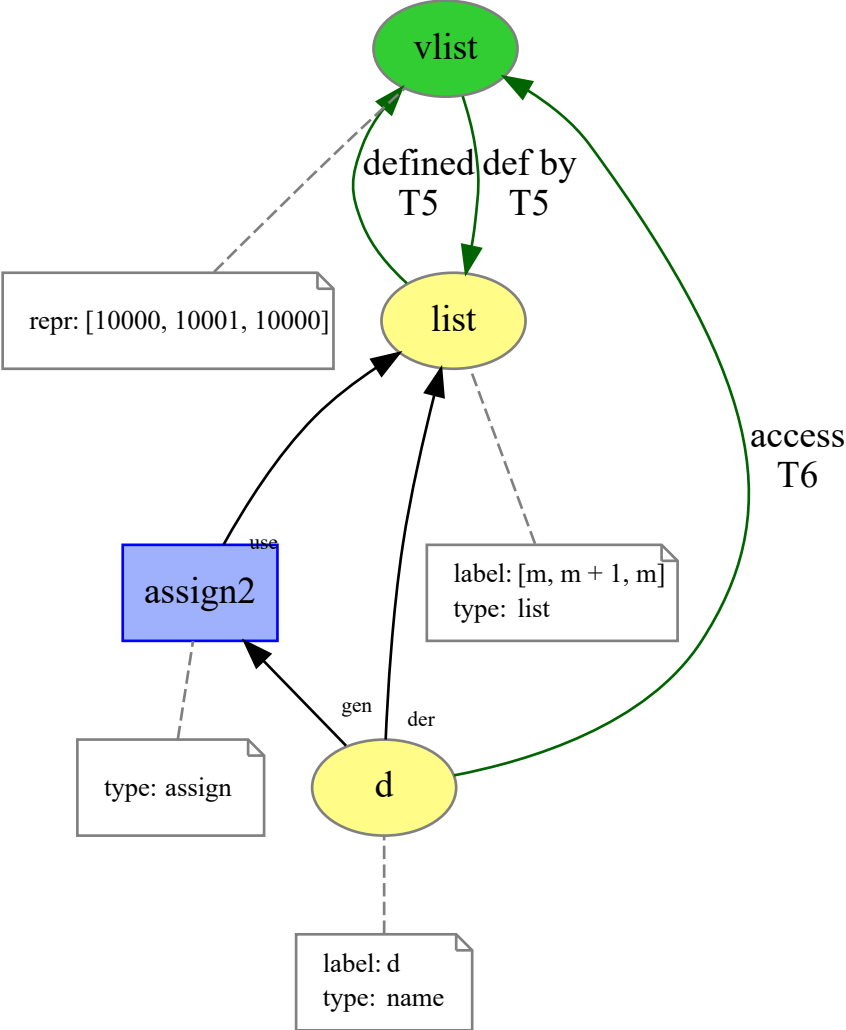 vlist
defined
T5
def by
T5
repr: [10000, 10001, 10000]
list
access
T6
use
assign2
label: [m, m + 1, m]
type: list
gen
der
type: assign
d
label: d
type: name